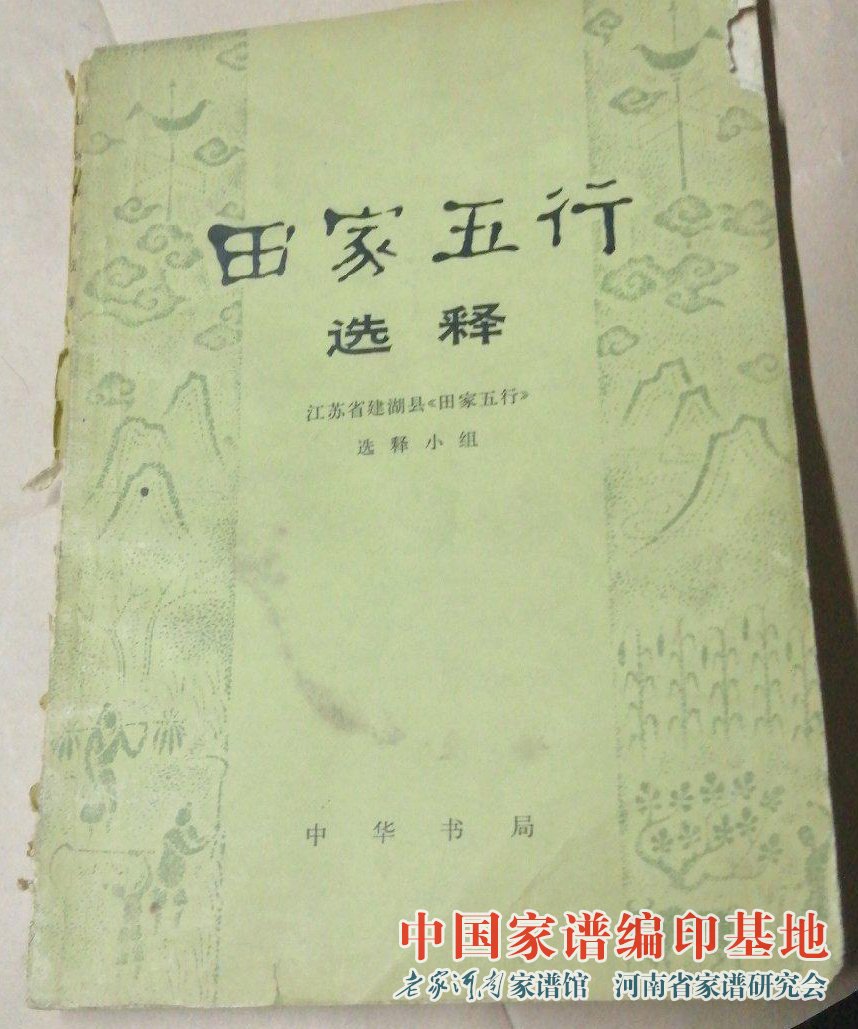 田家五行
选释
江苏省建湖县《田家五行》
选释小组
中华书局
中国家谱编印基地
老家河南家谱馆 河南省家谱研究会